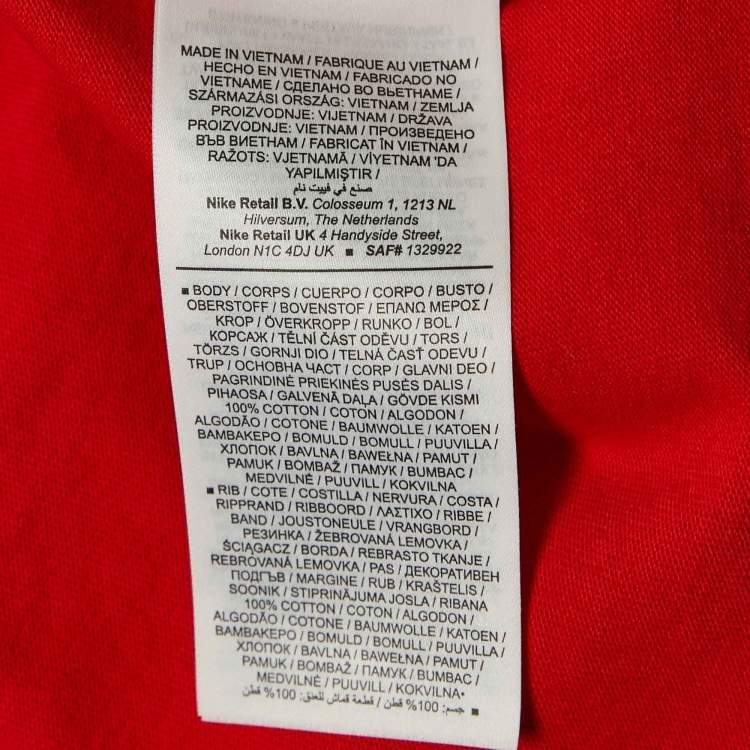 MADE IN VIETNAM / FABRIQUE AU VIETNAM /
HECHO EN VIETNAM / FABRICADO NO
VIETNAME / СДЕЛАНО ВО ВЬЕТНАМЕ /
SZÁRMAZÁSI ORSZÁG: VIETNAM / ZEMLJA
PROIZVODNJE: VIJETNAM / DRŽAVA
PROIZVODNJE: VIETNAM / ПРОИЗВЕДЕНО
ВЪВ ВИЕТНАМ / FABRICAT ÎN VIETNAM /
RAŽOTS: VJETNAMĀ / VİYETNAM 'DA
YAPILMIŞTIR /
صنع في فييت نام
Nike Retail B.V. Colosseum 1, 1213 NL
Hilversum, The Netherlands
Nike Retail UK 4 Handyside Street,
London N1C 4DJ UK ■ SAF# 1329922
■ BODY / CORPS / CUERPO / CORPO / BUSTO /
OBERSTOFF / BOVENSTOF / ΕΠΑΝΩ ΜΕΡΟΣ /
KROP / ÖVERKROPP / RUNKO / BOL /
КОРСАЖ / TĚLNÍ ČÁST ODĚVU / TORS /
TÖRZS / GORNJI DIO / TELNÁ ČASŤ ODEVU /
TRUP / ОСНОВНА ЧАСТ / CORP / GLAVNI DEO /
PAGRINDINĖ PRIEKINĖS PUSĖS DALIS /
PIHAOSA / GALVENĀ DAĻA / GÖVDE KISMI
100% COTTON / COTON / ALGODON /
ALGODÃO / COTONE / BAUMWOLLE / KATOEN /
ΒΑΜΒΑΚΕΡΟ / BOMULD / BOMULL / PUUVILLA /
ХЛОПОК / BAVLNA / BAWEŁNA / PAMUT /
PAMUK / BOMBAŽ / ПАМУК / BUMBAC /
MEDVILNĖ / PUUVILL / KOKVILNA
■ RIB / COTE / COSTILLA / NERVURA / COSTA /
RIPPRAND / RIBBOORD / ΛΑΣΤΙΧΟ / RIBBE /
BAND / JOUSTONEULE / VRANGBORD /
РЕЗИНКА / ŽEBROVANÁ LEMOVKA /
ŚCIĄGACZ / BORDA / REBRASTO TKANJE /
REBROVANÁ LEMOVKA / PAS / ДЕКОРАТИВЕН
ПОДГЪВ / MARGINE / RUB / KRAŠTELIS /
SOONIK / STIPRINĀJUMA JOSLA / RIBANA
100% COTTON / COTON / ALGODON /
ALGODÃO / COTONE / BAUMWOLLE / KATOEN /
ΒΑΜΒΑΚΕΡΟ / BOMULD / BOMULL / PUUVILLA /
ХЛОПОК / BAVLNA / BAWEŁNA / PAMUT /
PAMUK / BOMBAŽ / ПАМУК / BUMBAC /
MEDVILNĖ / PUUVILL / KOKVILNA▪
■ جسم: 100% قطن / قطعة قماش للعنق: 100% قطن